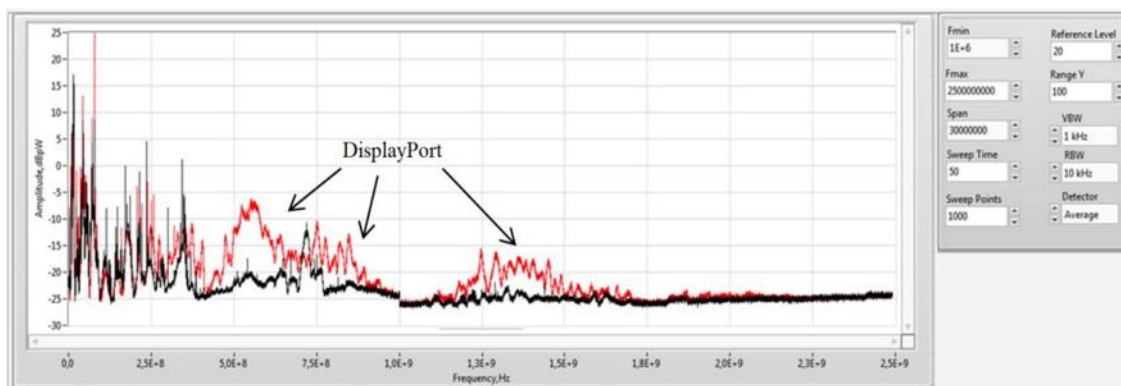 25
20
15
10
5
0
-5
-10
-15
-20
-25
-30
Amplitude,dBpW
DisplayPort
0,0 2,5E+8 5,0E+8 7,5E+8 1,0E+9 1,3E+9 1,5E+9 1,8E+9 2,0E+9 2,3E+9 2,5E+9
Frequency,Hz
Fmin Reference Level
1E+6 20
Fmax Range Y
2500000000 100
Span VBW
30000000 1 kHz
Sweep Time RBW
50 10 kHz
Sweep Points Detector
1000 Average